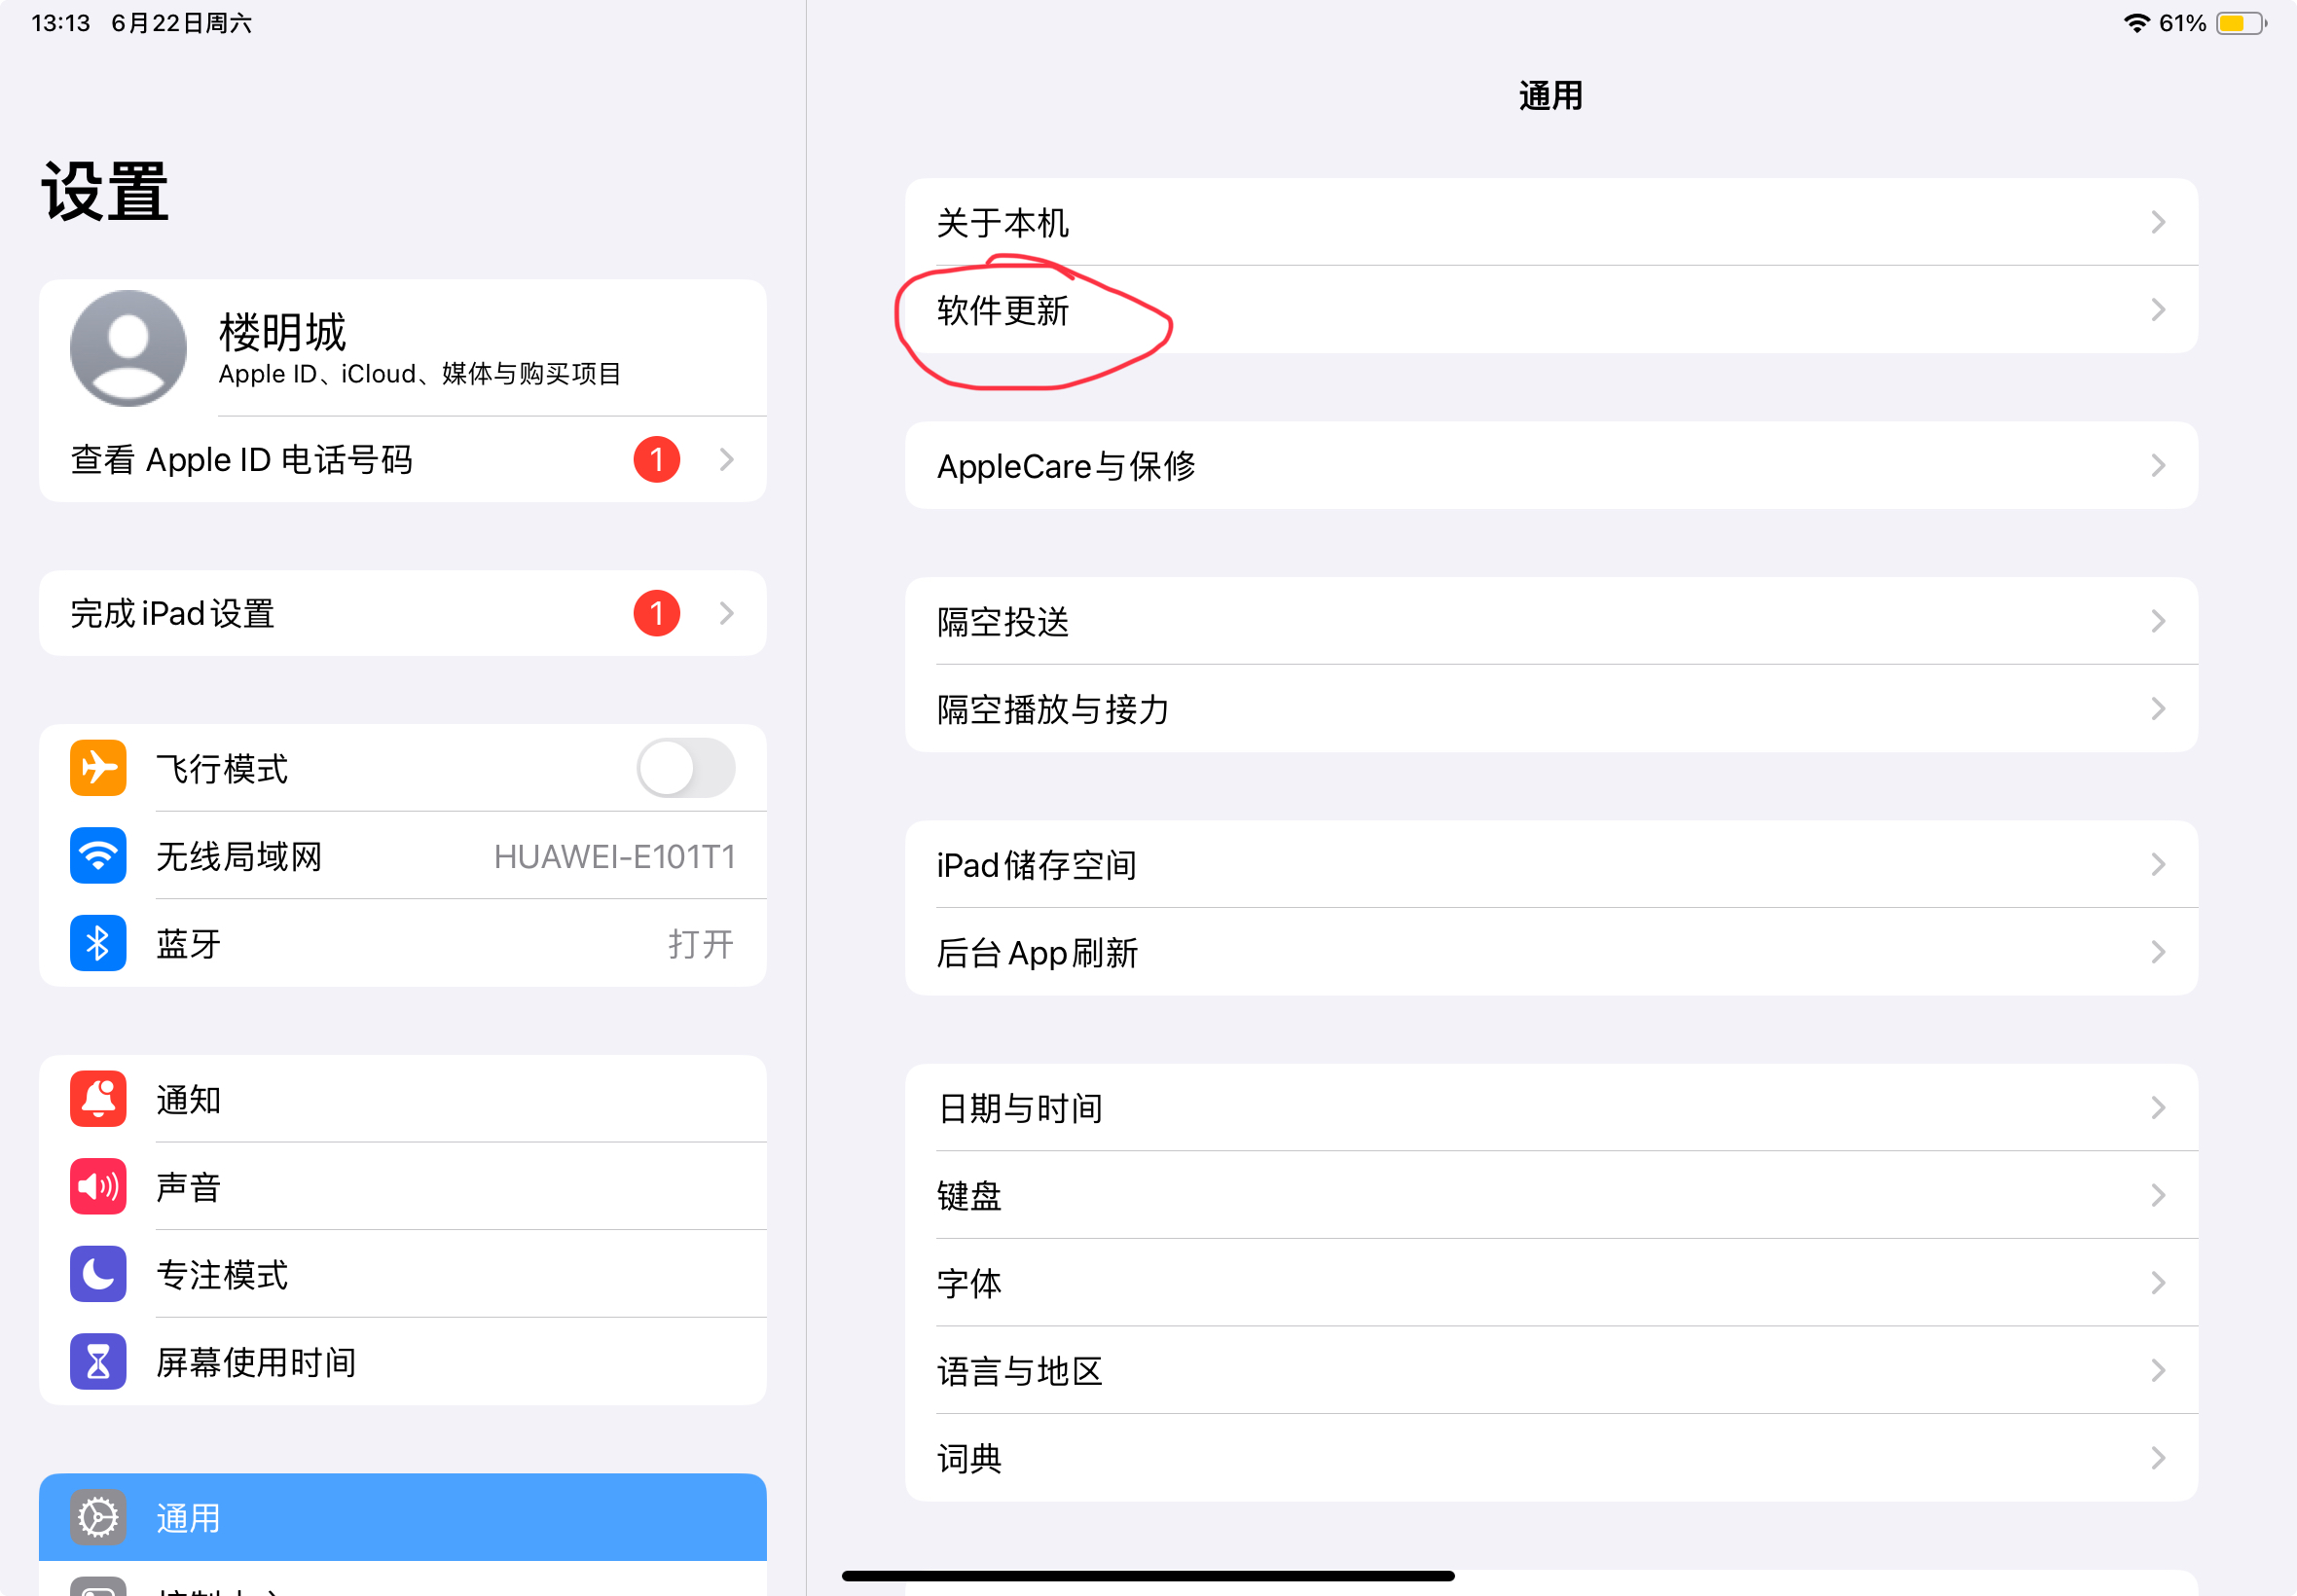 13:13 6月22日周六
61%
设置
楼明城
Apple ID、iCloud、媒体与购买项目
查看 Apple ID 电话号码
1
完成 iPad 设置
1
飞行模式
无线局域网
HUAWEI-E101T1
蓝牙
打开
通知
声音
专注模式
屏幕使用时间
通用
通用
关于本机
软件更新
AppleCare与保修
隔空投送
隔空播放与接力
iPad储存空间
后台App刷新
日期与时间
键盘
字体
语言与地区
词典